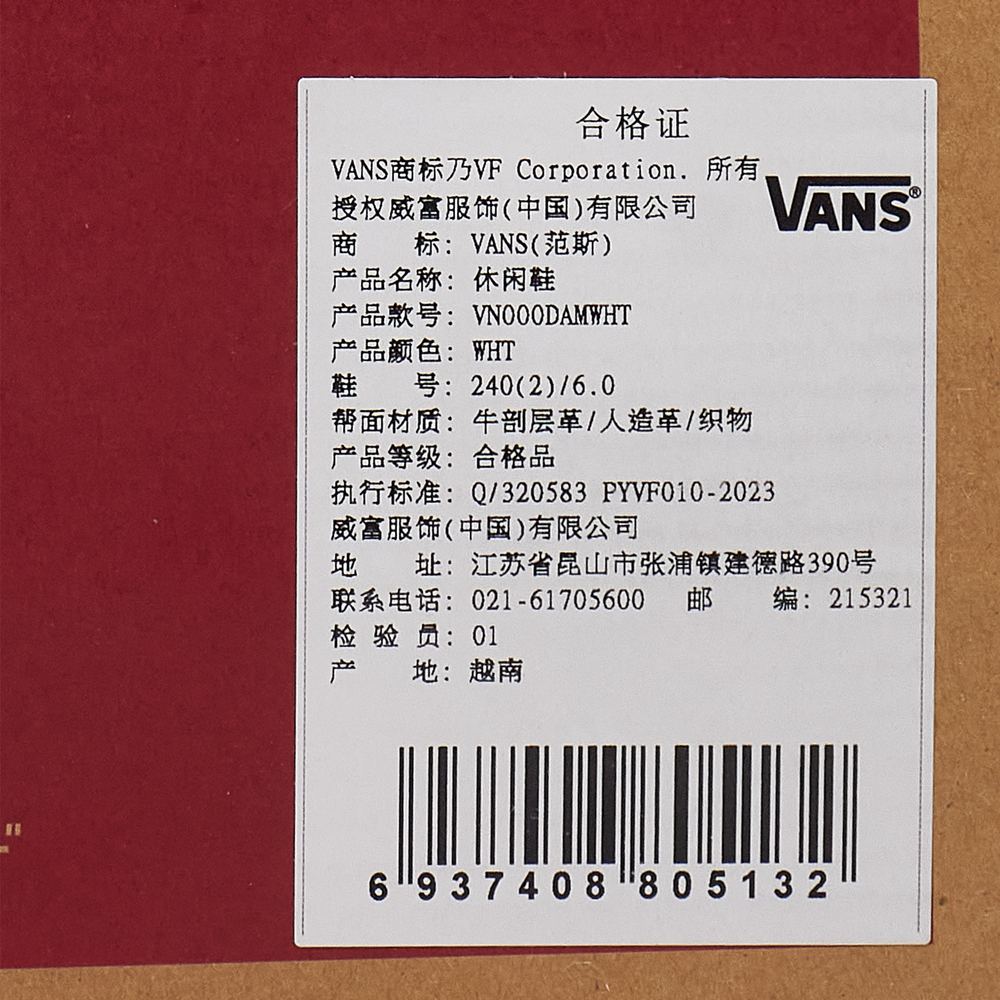 合格证
VANS商标乃VF Corporation. 所有
VANS®
授权威富服饰(中国)有限公司
商 标: VANS(范斯)
产品名称: 休闲鞋
产品款号: VN000DAMWHT
产品颜色: WHT
鞋 号: 240(2)/6.0
帮面材质: 牛剖层革/人造革/织物
产品等级: 合格品
执行标准: Q/320583 PYVF010-2023
威富服饰(中国)有限公司
地 址: 江苏省昆山市张浦镇建德路390号
联系电话: 021-61705600 邮 编: 215321
检 验 员: 01
产 地: 越南
6 937408 805132